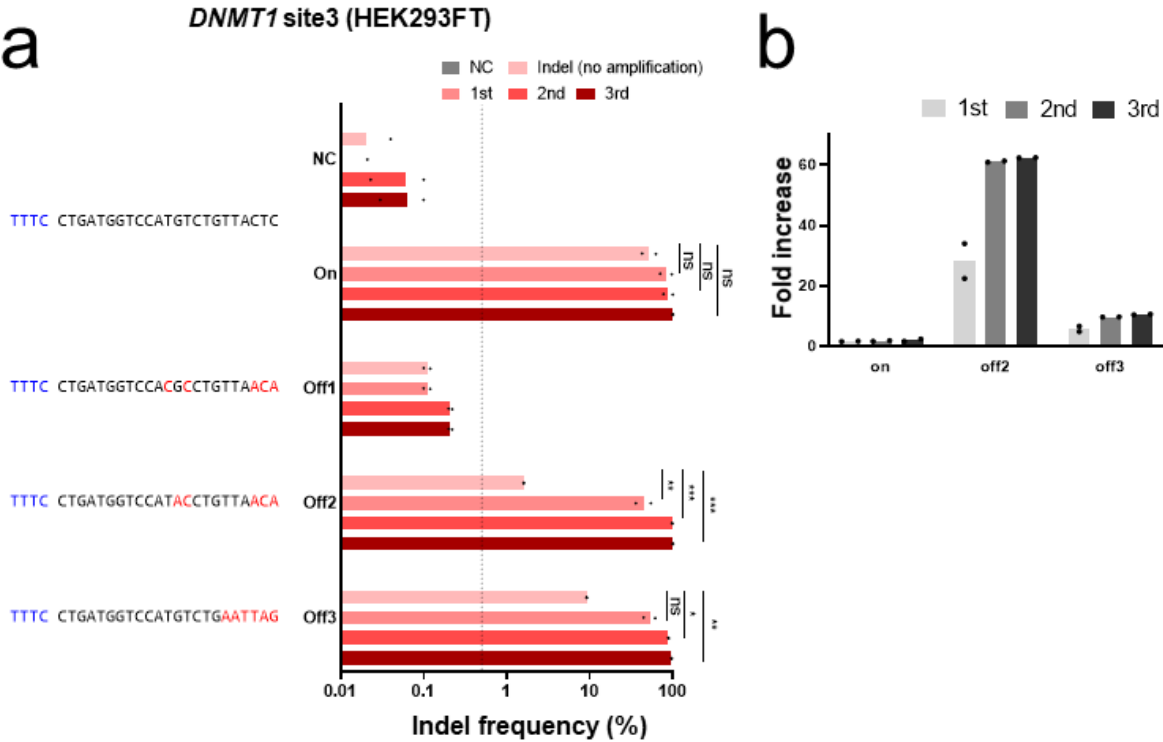 DNMT1 site3 (HEK293FT)
a
NC Indel (no amplification)
1st 2nd 3rd
NC
TTTC CTGATGGTCCATGTCTGTTACTC
On
ns
ns
ns
TTTC CTGATGGTCCACGCCTGTTAACA
Off1
TTTC CTGATGGTCCATACCTGTTAACA
Off2
**
***
***
TTTC CTGATGGTCCATGTCTGAATTAG
Off3
ns
*
**
0.01 0.1 1 10 100
Indel frequency (%)
b
1st 2nd 3rd
Fold increase
60
40
20
0
on off2 off3